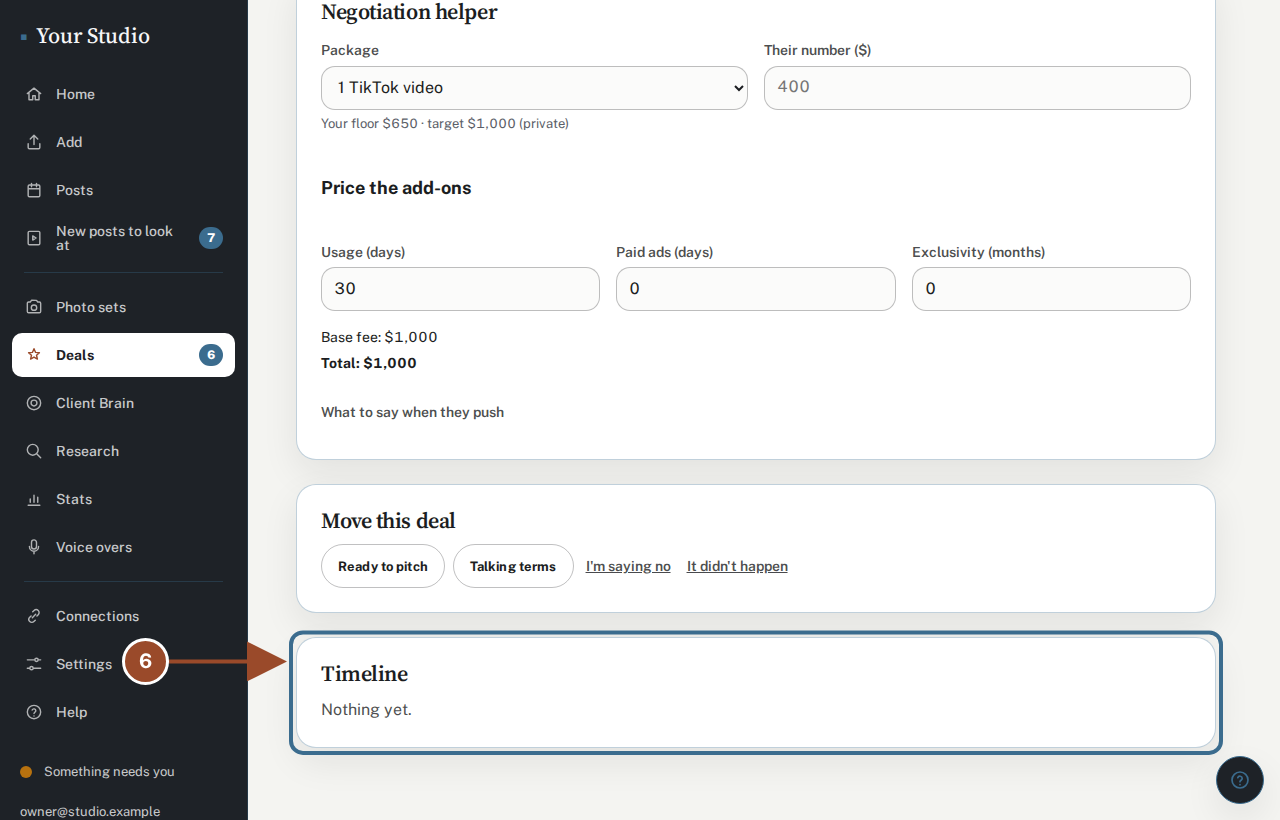 Your Studio
Home
Add
Posts
New posts to look
at
7
Photo sets
Deals
6
Client Brain
Research
Stats
Voice overs
Connections
Settings
6
Help
Something needs you
owner@studio.example
Negotiation helper
Package
Their number ($)
1 TikTok video
400
Your floor $650 · target $1,000 (private)
Price the add-ons
Usage (days)
Paid ads (days)
Exclusivity (months)
30
0
0
Base fee: $1,000
Total: $1,000
What to say when they push
Move this deal
Ready to pitch
Talking terms
I'm saying no
It didn't happen
Timeline
Nothing yet.